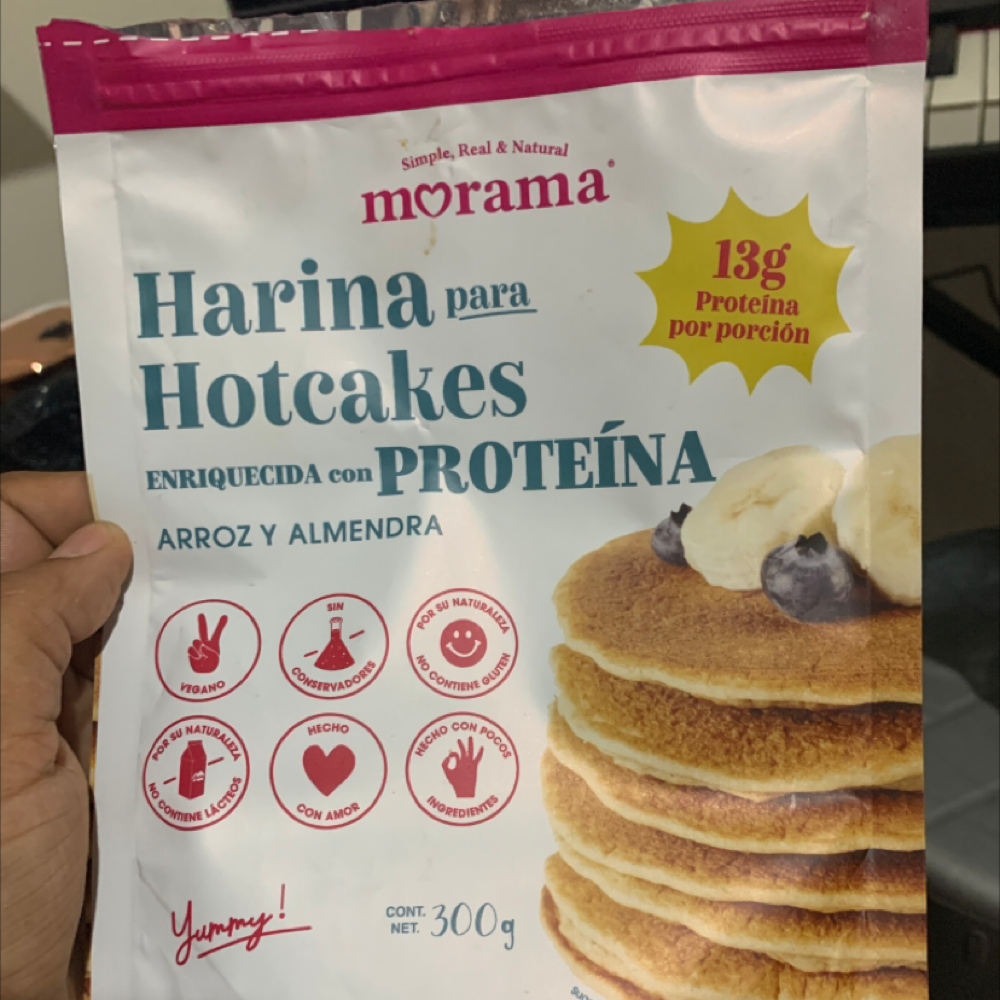 Simple, Real & Natural
morama
13g
Proteína
por porción
Harina para
Hotcakes
ENRIQUECIDA con PROTEÍNA
ARROZ Y ALMENDRA
VEGANO
SIN
CONSERVADORES
POR SU NATURALEZA
NO CONTIENE GLUTEN
POR SU NATURALEZA
NO CONTIENE LÁCTEOS
HECHO
CON AMOR
HECHO CON POCOS
INGREDIENTES
Yummy!
CONT.
NET. 300g